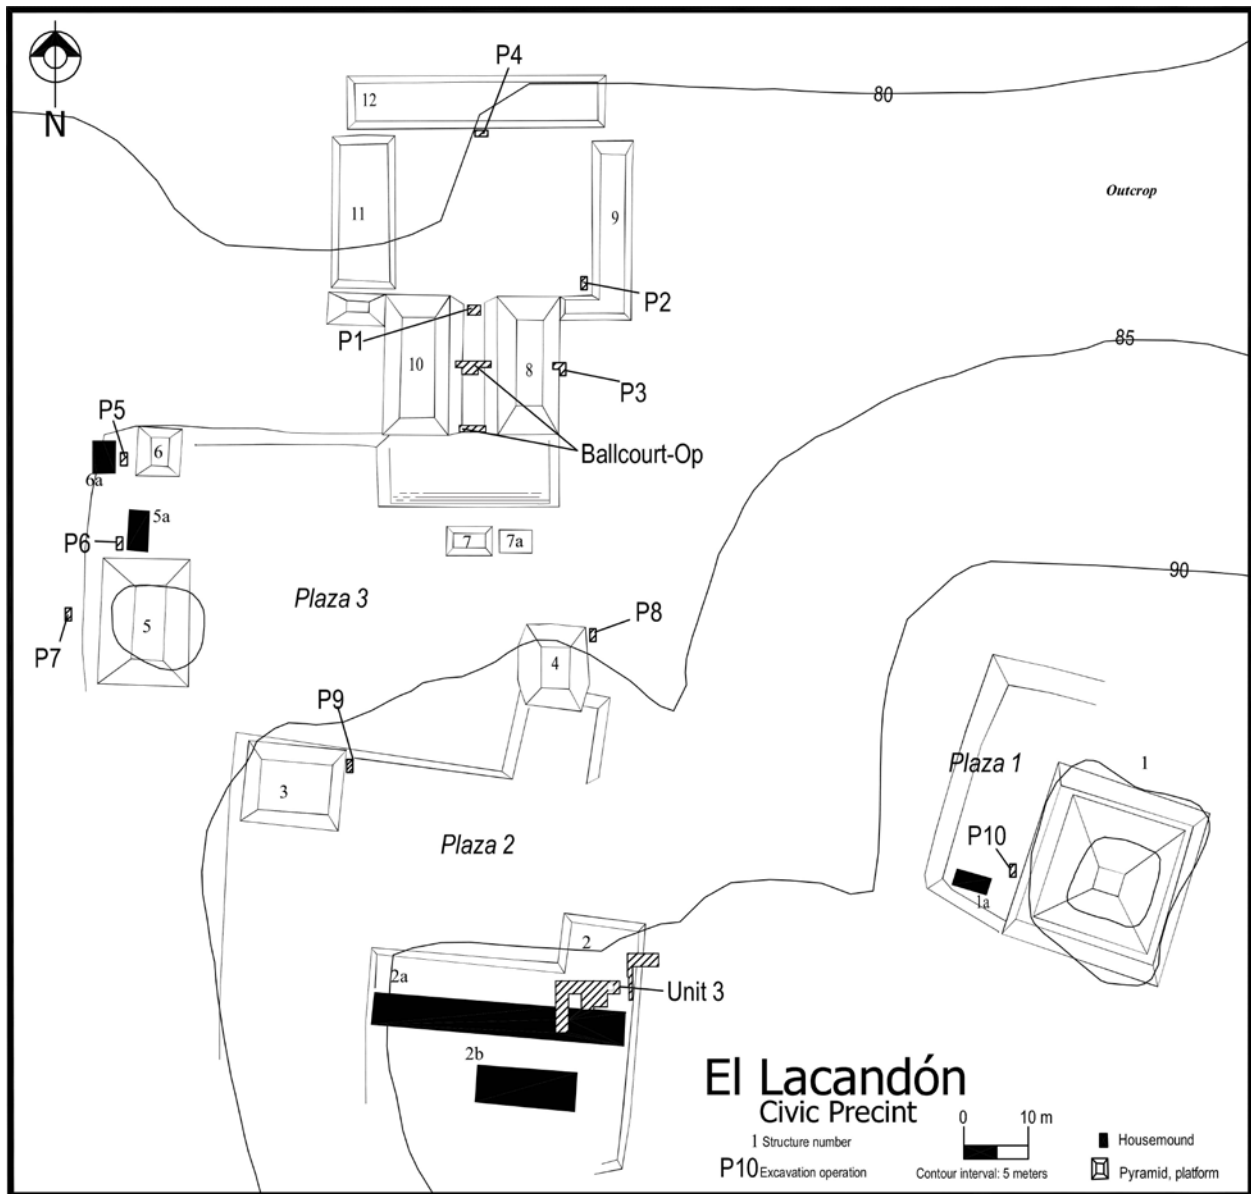 P4
12
80
N
Outcrop
11
9
P2
P1
10
8
85
P3
P5
6
Ballcourt-Op
6a
5a
P6
7
7a
90
Plaza 3
P8
5
P7
4
P9
Plaza 1
1
3
P10
Plaza 2
1a
2
2a
Unit 3
2b
El Lacandón
Civic Precint
0 10 m
1 Structure number
Housemound
P10 Excavation operation
Contour interval: 5 meters
Pyramid, platform